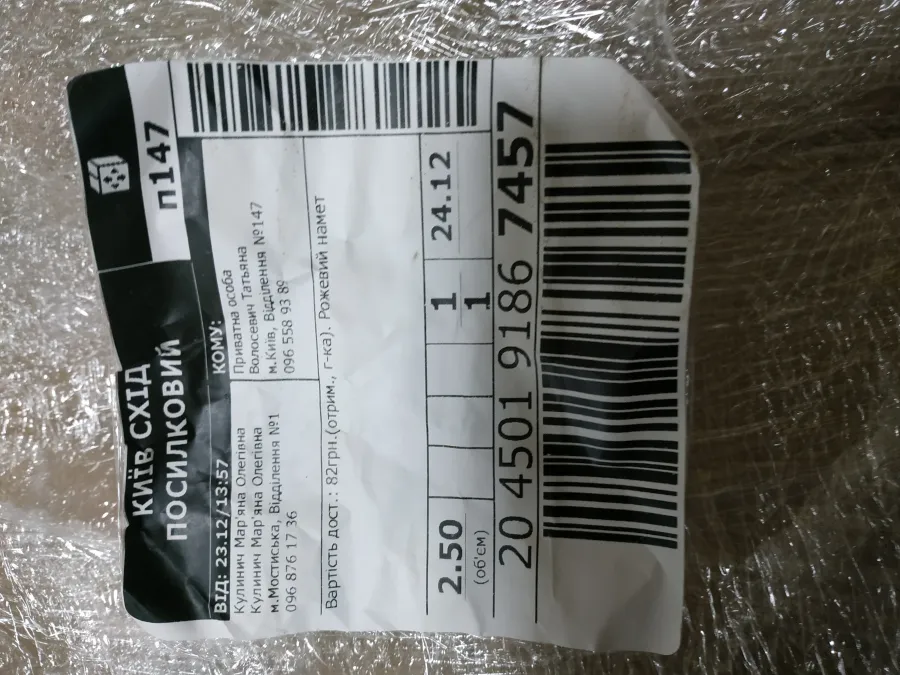 КИЇВ СХІД
ПОСИЛКОВИЙ
П147
ВІД: 23.12/13:57
Кулинич Мар'яна Олегівна
Кулинич Мар'яна Олегівна
м.Мостиська, Відділення №1
096 876 17 36
КОМУ:
Приватна особа
Волосевич Татьяна
м.Київ, Відділення №147
096 558 93 89
Вартість дост.: 82грн.(отрим., г-ка). Рожевий намет
2.50
(об'єм)
1
1
24.12
20 4501 9186 7457